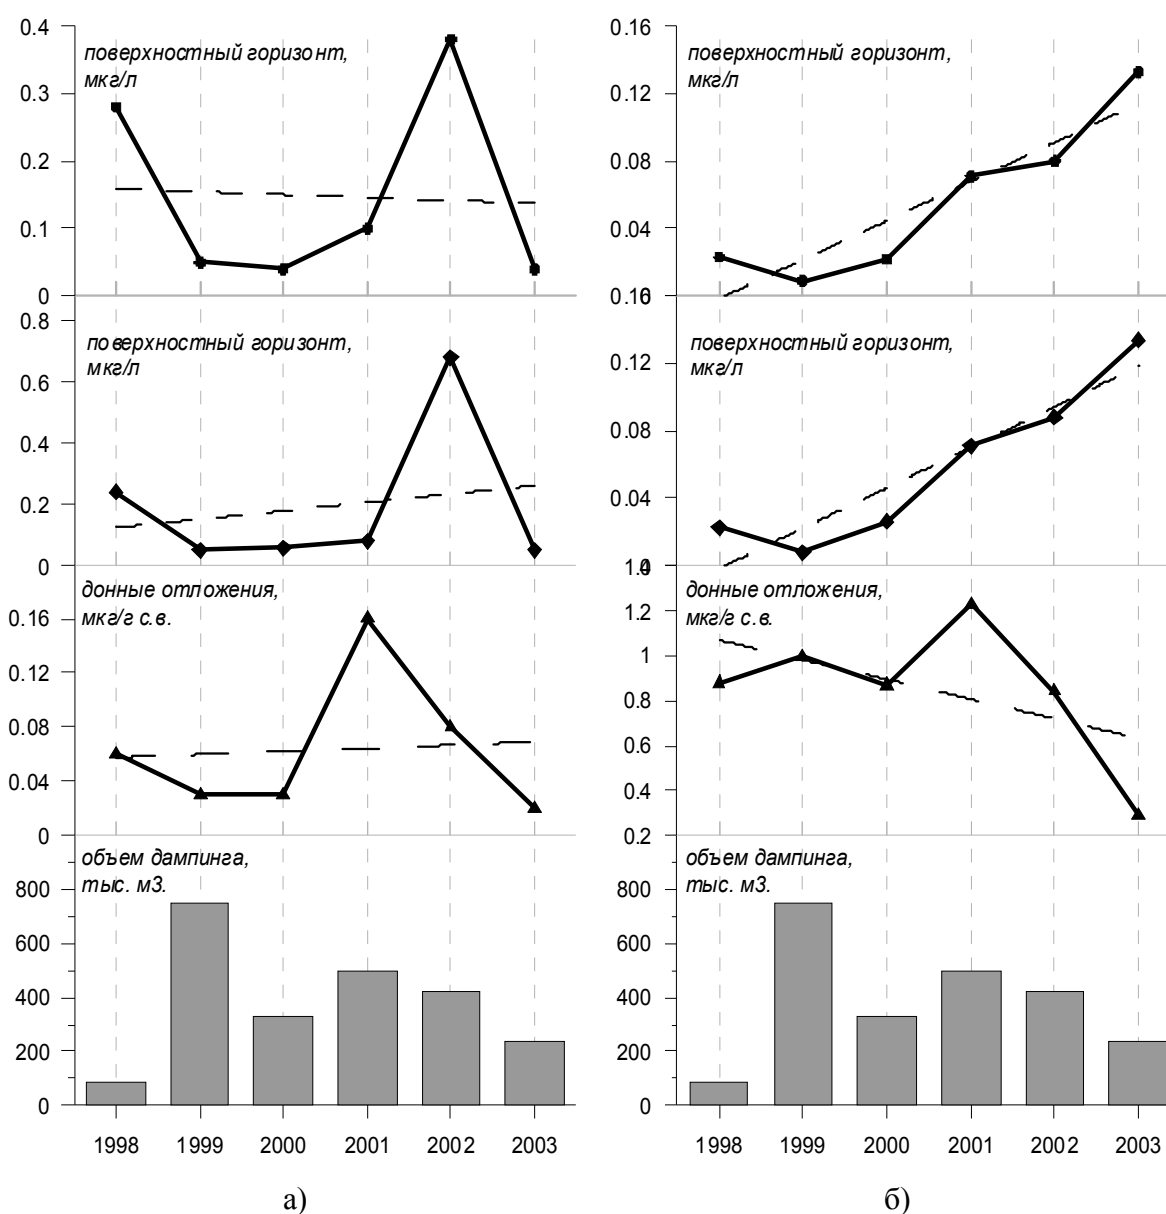 0.4
поверхностный горизонт,
мкг/л
0.3
0.2
0.1
0
0.8
поверхностный горизонт,
мкг/л
0.6
0.4
0.2
0
донные отложения,
мкг/г с.в.
0.16
0.12
0.08
0.04
0
объем дампинга,
тыс. м3.
800
600
400
200
0
1998 1999 2000 2001 2002 2003
а)
0.16
поверхностный горизонт,
мкг/л
0.12
0.08
0.04
0
0.16
поверхностный горизонт,
мкг/л
0.12
0.08
0.04
0
1.4
донные отложения,
мкг/г с.в.
1.2
1
0.8
0.6
0.4
0.2
объем дампинга,
тыс. м3.
800
600
400
200
0
1998 1999 2000 2001 2002 2003
б)